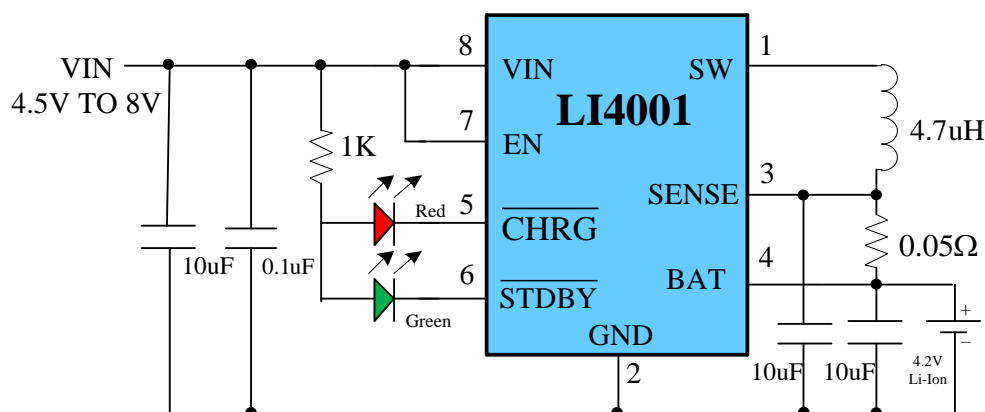 VIN
4.5V TO 8V
8
7
1K
5
6
Red
Green
10uF
0.1uF
LI4001
VIN
EN
CHRG
STDBY
GND
SW
SENSE
BAT
2
1
3
4
4.7uH
0.05Ω
10uF
10uF
+
−
4.2V
Li-Ion